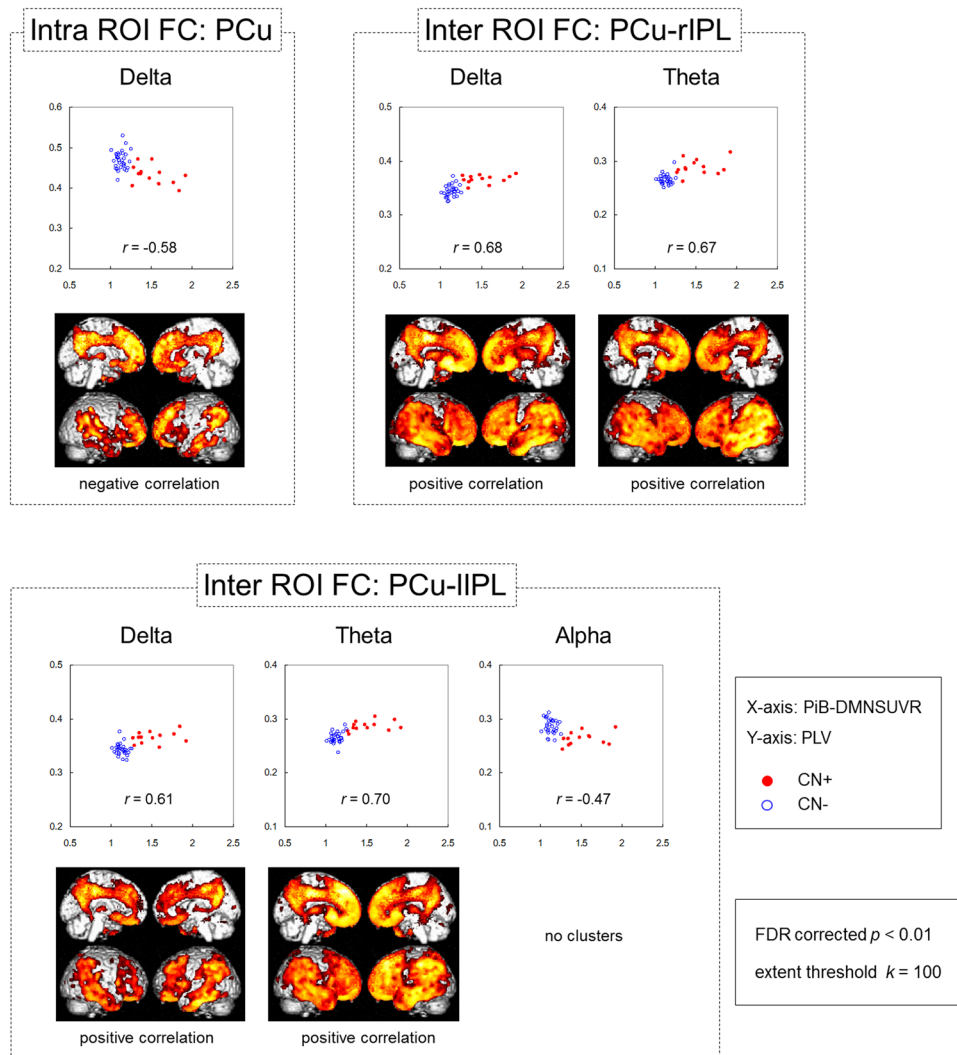 Intra ROI FC: PCu
Delta
0.6
0.5
0.4
0.3
0.2
r = -0.58
0.5 1 1.5 2 2.5
negative correlation
Inter ROI FC: PCu-rIPL
Delta
0.5
0.4
0.3
0.2
r = 0.68
0.5 1 1.5 2 2.5
positive correlation
Theta
0.4
0.3
0.2
0.1
r = 0.67
0.5 1 1.5 2 2.5
positive correlation
Inter ROI FC: PCu-lIPL
Delta
0.5
0.4
0.3
0.2
r = 0.61
0.5 1 1.5 2 2.5
positive correlation
Theta
0.4
0.3
0.2
0.1
r = 0.70
0.5 1 1.5 2 2.5
positive correlation
Alpha
0.4
0.3
0.2
0.1
r = -0.47
0.5 1 1.5 2 2.5
no clusters
X-axis: PiB-DMNSUVR
Y-axis: PLV
CN+
CN-
FDR corrected p < 0.01
extent threshold k = 100